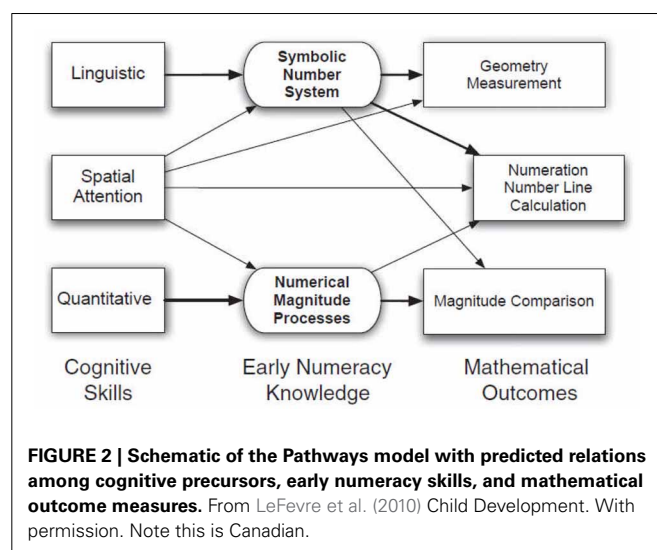 Linguistic
Symbolic
Number
System
Geometry
Measurement
Spatial
Attention
Numeration
Number Line
Calculation
Quantitative
Numerical
Magnitude
Processes
Magnitude Comparison
Cognitive
Skills
Early Numeracy
Knowledge
Mathematical
Outcomes
FIGURE 2 | Schematic of the Pathways model with predicted relations
among cognitive precursors, early numeracy skills, and mathematical
outcome measures. From LeFevre et al. (2010) Child Development. With
permission. Note this is Canadian.